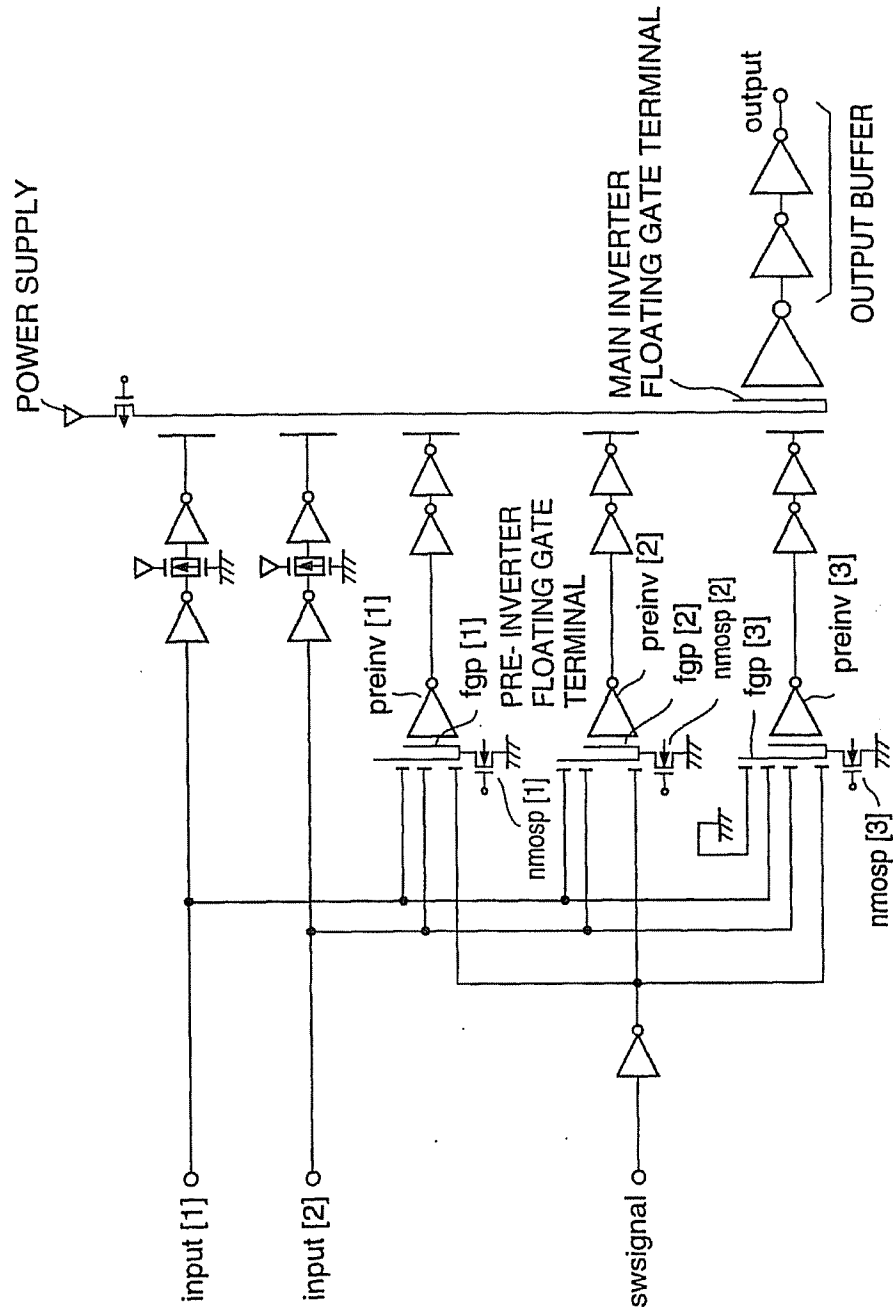 POWER SUPPLY
input [1]
input [2]
swsignal
preinv [1]
fgp [1]
nmosp [1]
PRE- INVERTER
FLOATING GATE
TERMINAL
preinv [2]
fgp [2]
nmosp [2]
fgp [3]
preinv [3]
nmosp [3]
MAIN INVERTER
FLOATING GATE TERMINAL
output
OUTPUT BUFFER